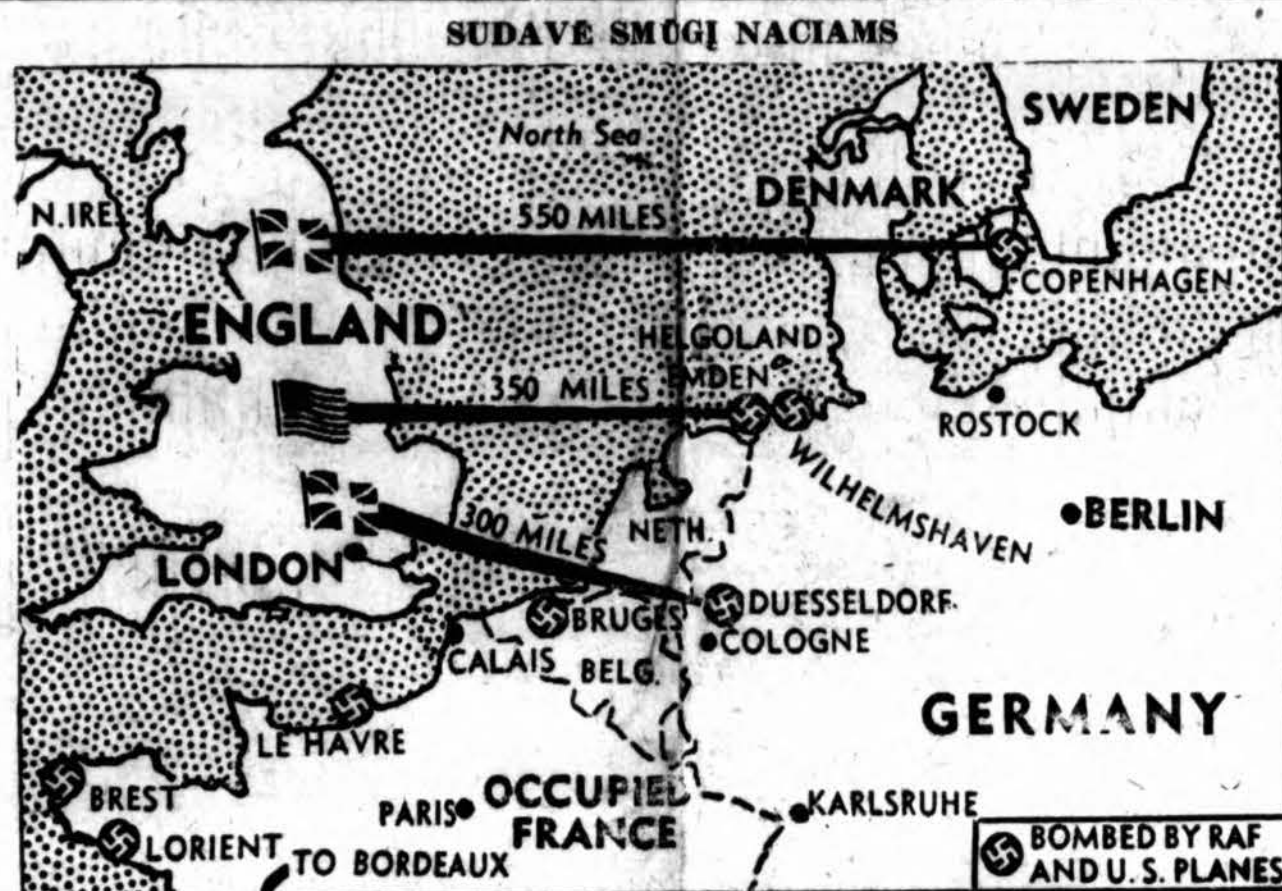 SUDAVĖ SMŪGĮ NACIAMS
SWEDEN
North Sea
DENMARK
N.IRE.
550 MILES
COPENHAGEN
ENGLAND
HELGOLAND
350 MILES
EMDEN
ROSTOCK
WILHELMSHAVEN
BERLIN
300 MILES
NETH.
LONDON
DUESSELDORF
BRUGES
COLOGNE
CALAIS
BELG.
GERMANY
LE HAVRE
BREST
PARIS
OCCUPIED
FRANCE
KARLSRUHE
LORIENT
TO BORDEAUX
BOMBED BY RAF
AND U.S. PLANES